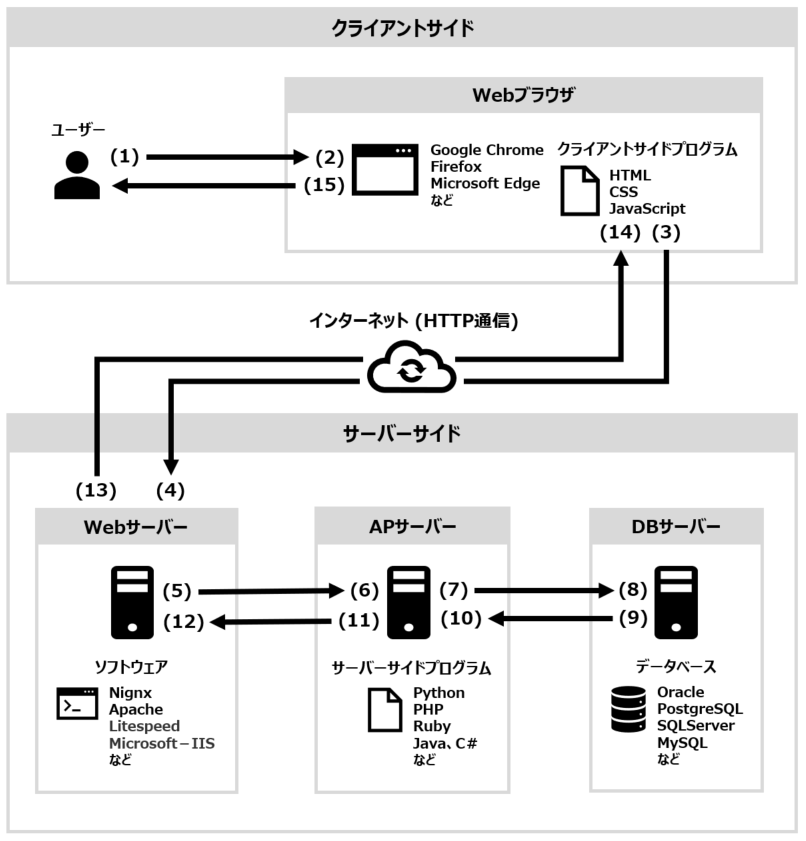 クライアントサイド
Webブラウザ
ユーザー
(1)
(2)
(15)
Google Chrome
Firefox
Microsoft Edge
など
クライアントサイドプログラム
HTML
CSS
JavaScript
(14)
(3)
インターネット (HTTP通信)
サーバーサイド
(13)
(4)
Webサーバー
(5)
(12)
ソフトウェア
Nignx
Apache
Litespeed
Microsoft－IIS
など
APサーバー
(6)
(7)
(11)
(10)
サーバーサイドプログラム
Python
PHP
Ruby
Java、C#
など
DBサーバー
(8)
(9)
データベース
Oracle
PostgreSQL
SQLServer
MySQL
など